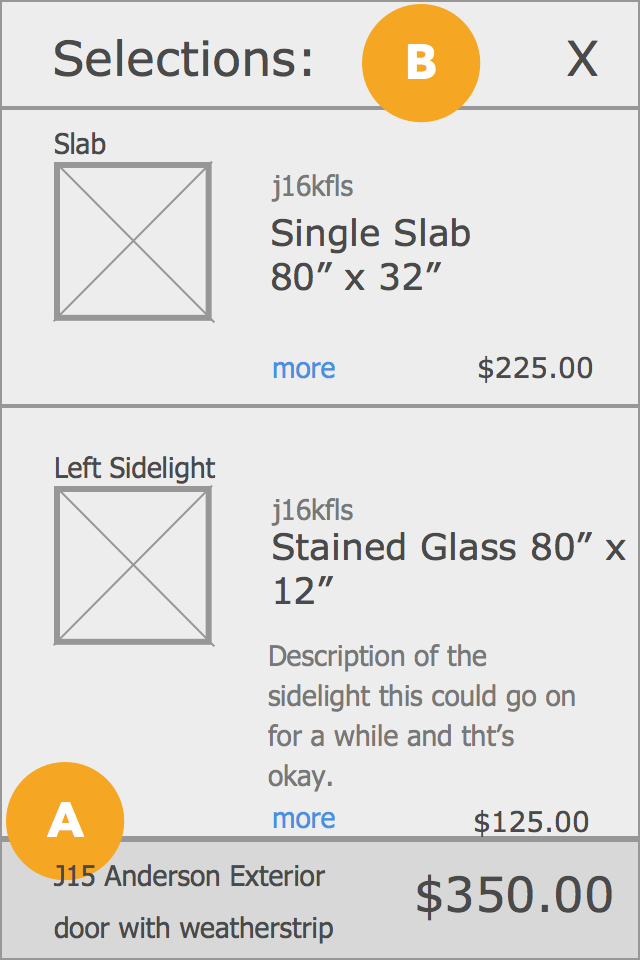 Selections:
B
X
Slab
j16kfls
Single Slab
80” x 32”
more
$225.00
Left Sidelight
j16kfls
Stained Glass 80” x
12”
Description of the
sidelight this could go on
for a while and tht’s
okay.
more
$125.00
A
J15 Anderson Exterior
door with weatherstrip
$350.00